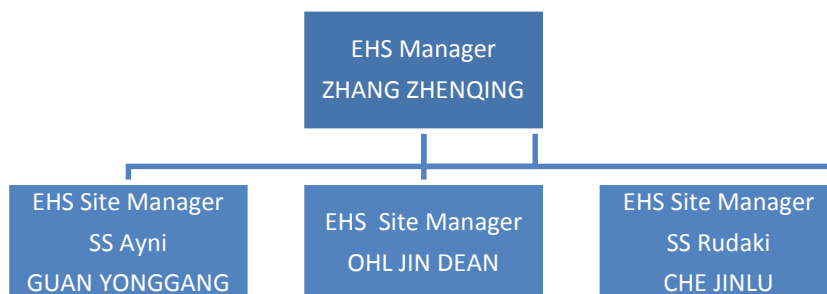 EHS Manager
ZHANG ZHENQING
EHS Site Manager
SS Ayni
GUAN YONGGANG
EHS  Site Manager
OHL JIN DEAN
EHS Site Manager
SS Rudaki
CHE JINLU